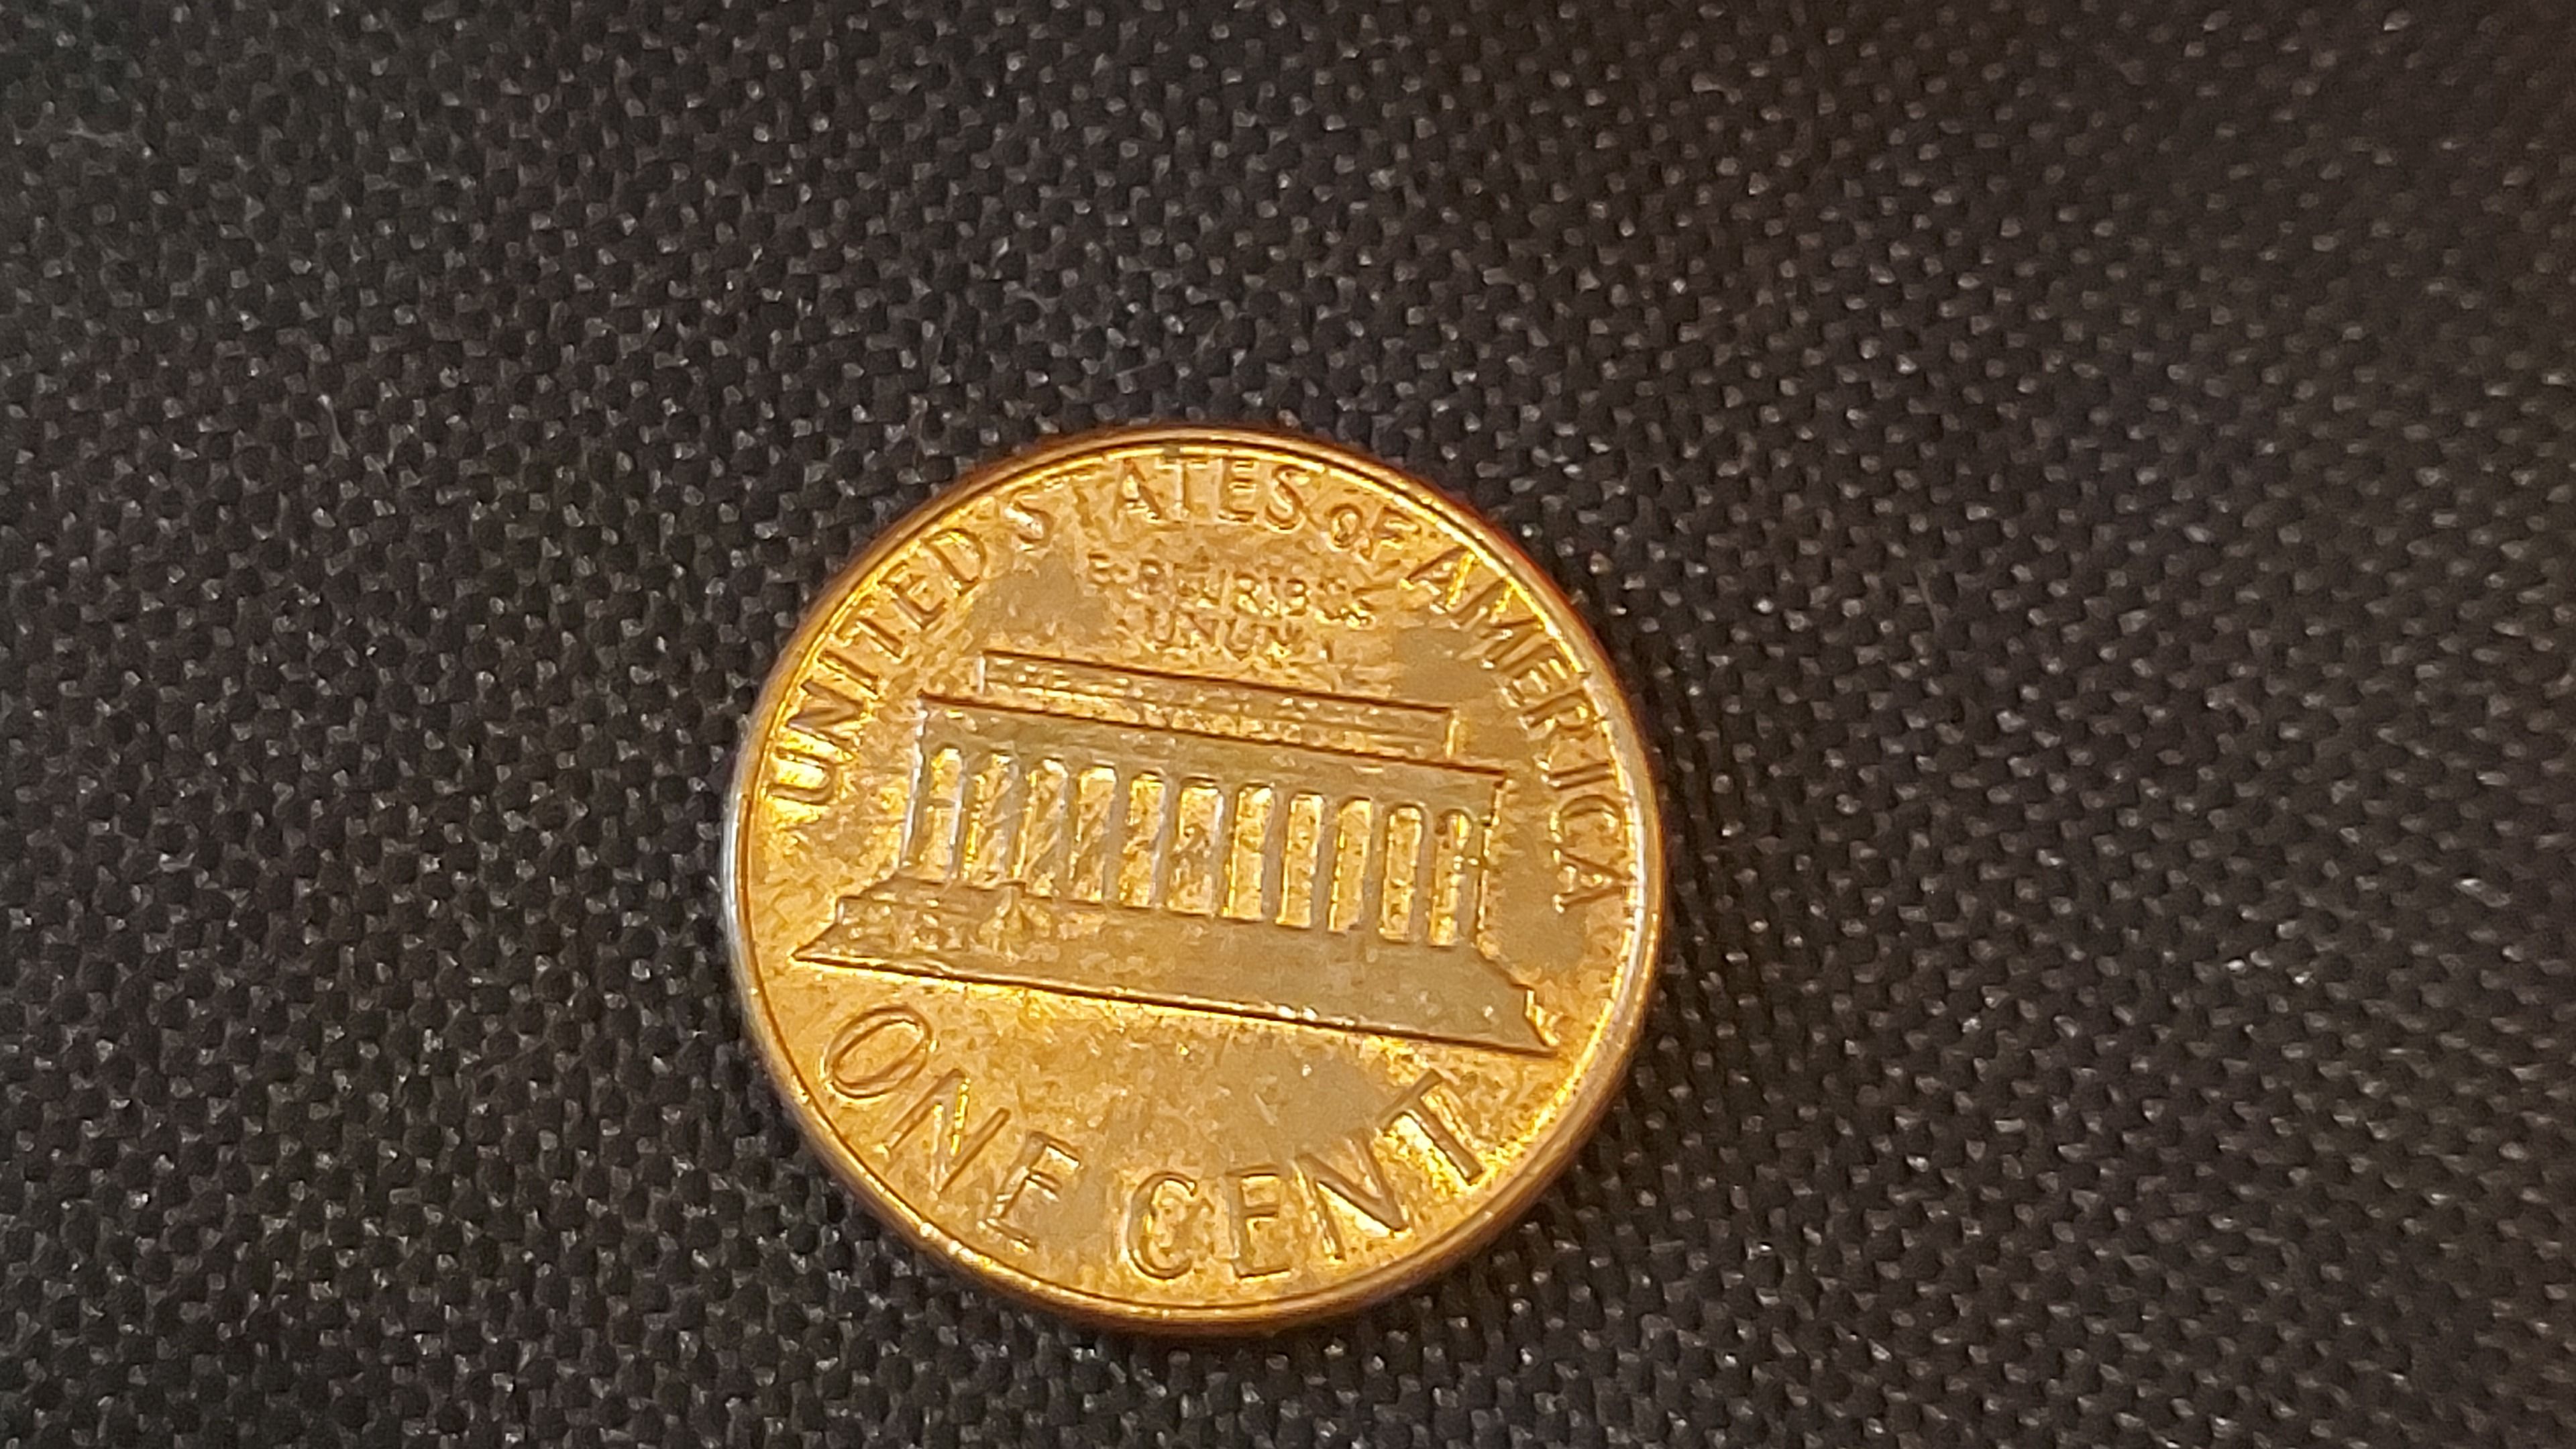 UNITED STATES OF AMERICA
E PLURIBUS
UNUM
ONE CENT